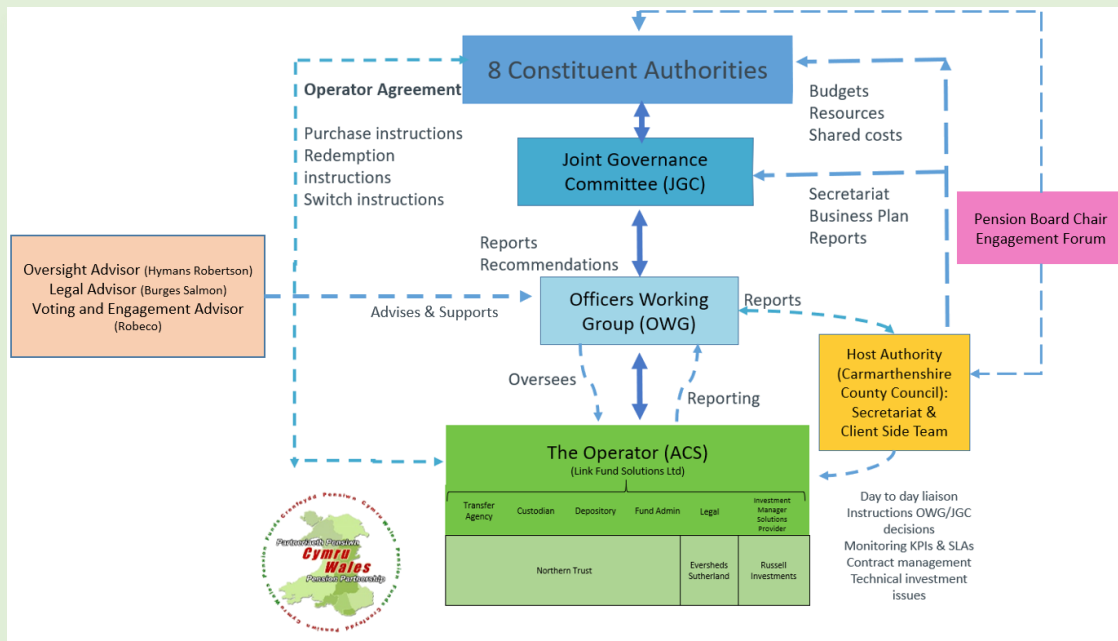 8 Constituent Authorities
Operator Agreement
Purchase instructions
Redemption
instructions
Switch instructions
Budgets
Resources
Shared costs
Joint Governance
Committee (JGC)
Secretariat
Business Plan
Reports
Pension Board Chair
Engagement Forum
Oversight Advisor (Hymans Robertson)
Legal Advisor (Burges Salmon)
Voting and Engagement Advisor
(Robeco)
Advises & Supports
Reports
Recommendations
Officers Working
Group (OWG)
Reports
Host Authority
(Carmarthenshire
County Council):
Secretariat &
Client Side Team
Oversees
Reporting
The Operator (ACS)
(Link Fund Solutions Ltd)
Transfer
Agency
Custodian
Depository
Fund Admin
Legal
Investment
Manager
Solutions
Provider
Northern Trust
Eversheds
Sutherland
Russell
Investments
Day to day liaison
Instructions OWG/JGC
decisions
Monitoring KPIs & SLAs
Contract management
Technical investment
issues
Partneriaeth Pensiwn
Cymru
Wales
Pension Partnership